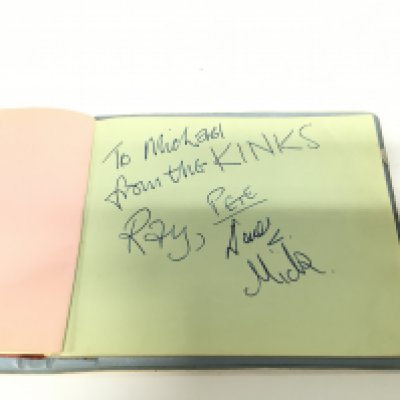 To Michael
from the KINKS
Ray, PETE
Dave
Mick.